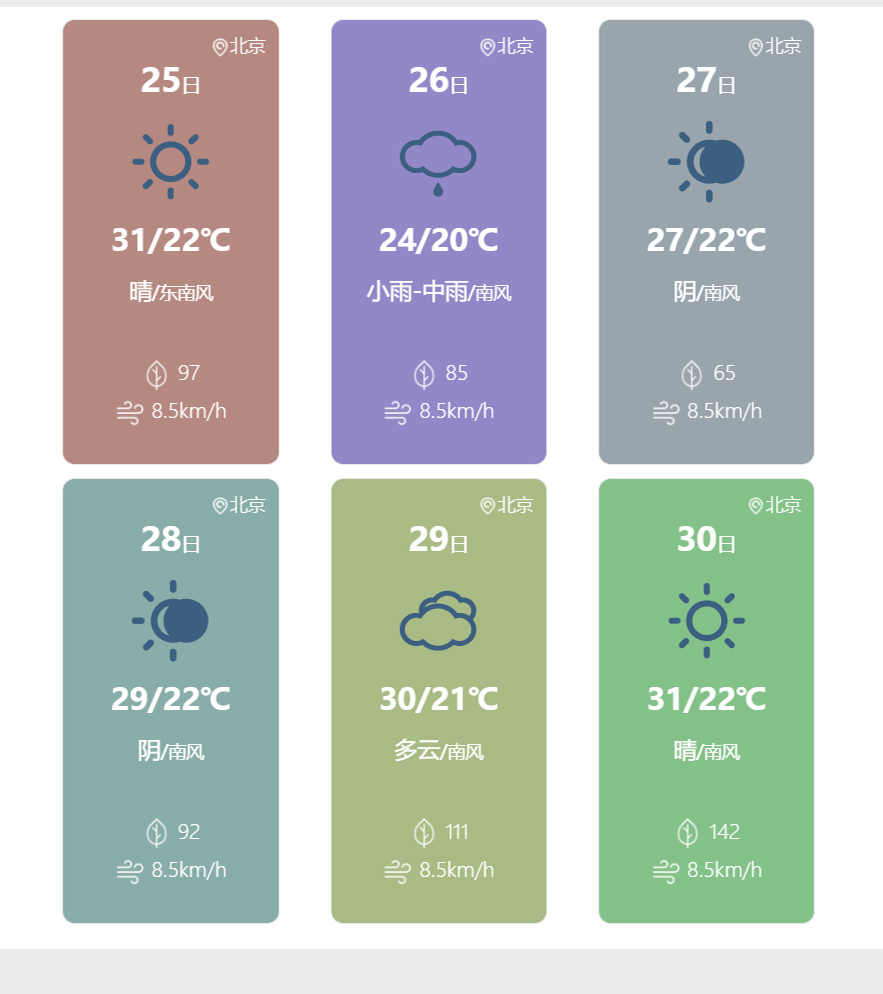 北京
25日
31/22℃
晴/东南风
97
8.5km/h
北京
26日
24/20℃
小雨-中雨/南风
85
8.5km/h
北京
27日
27/22℃
阴/南风
65
8.5km/h
北京
28日
29/22℃
阴/南风
92
8.5km/h
北京
29日
30/21℃
多云/南风
111
8.5km/h
北京
30日
31/22℃
晴/南风
142
8.5km/h